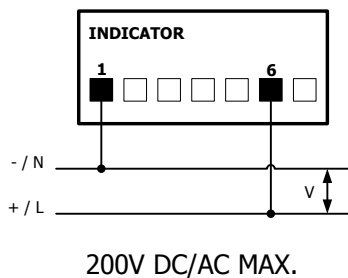 INDICATOR
1 6
- / N
V
+ / L
200V DC/AC MAX.